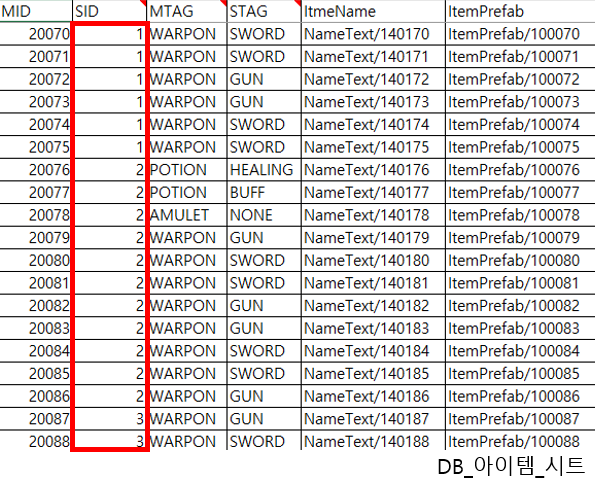 MID SID MTAG STAG ItmeName ItemPrefab
20070 1 WARPON SWORD NameText/140170 ItemPrefab/100070
20071 1 WARPON SWORD NameText/140171 ItemPrefab/100071
20072 1 WARPON GUN NameText/140172 ItemPrefab/100072
20073 1 WARPON GUN NameText/140173 ItemPrefab/100073
20074 1 WARPON SWORD NameText/140174 ItemPrefab/100074
20075 1 WARPON SWORD NameText/140175 ItemPrefab/100075
20076 2 POTION HEALING NameText/140176 ItemPrefab/100076
20077 2 POTION BUFF NameText/140177 ItemPrefab/100077
20078 2 AMULET NONE NameText/140178 ItemPrefab/100078
20079 2 WARPON GUN NameText/140179 ItemPrefab/100079
20080 2 WARPON SWORD NameText/140180 ItemPrefab/100080
20081 2 WARPON SWORD NameText/140181 ItemPrefab/100081
20082 2 WARPON GUN NameText/140182 ItemPrefab/100082
20083 2 WARPON GUN NameText/140183 ItemPrefab/100083
20084 2 WARPON SWORD NameText/140184 ItemPrefab/100084
20085 2 WARPON SWORD NameText/140185 ItemPrefab/100085
20086 2 WARPON GUN NameText/140186 ItemPrefab/100086
20087 3 WARPON GUN NameText/140187 ItemPrefab/100087
20088 3 WARPON SWORD NameText/140188 ItemPrefab/100088
DB_아이템_시트